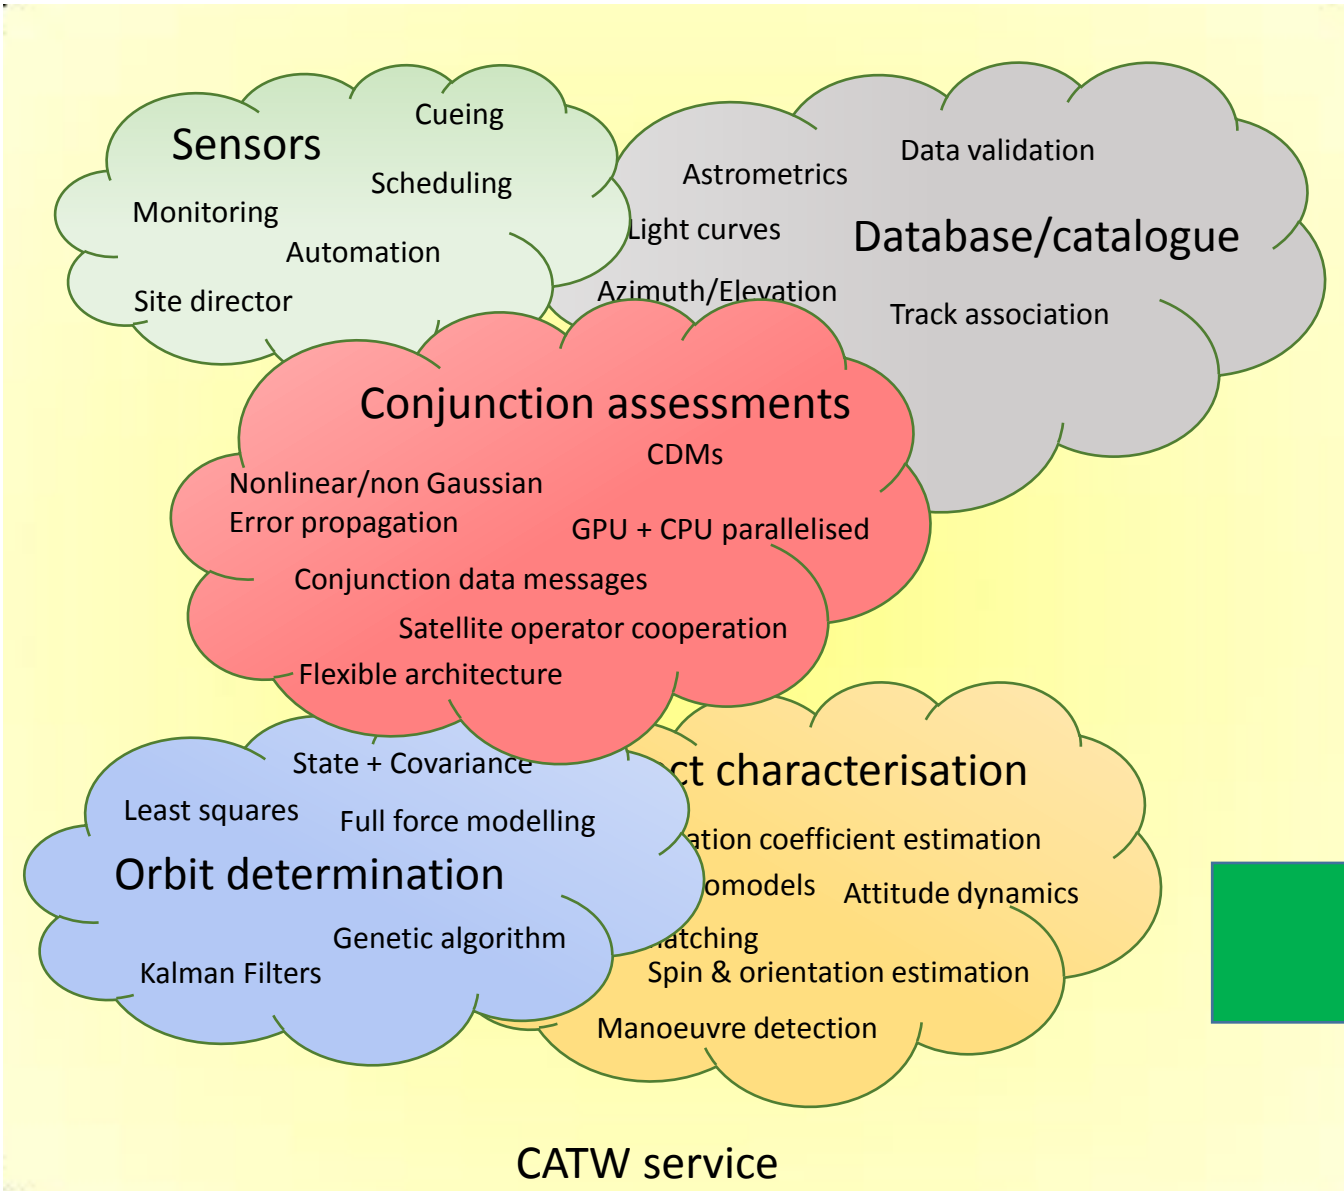 Sensors
Cueing
Scheduling
Monitoring
Automation
Site director
Astrometrics
Data validation
Light curves
Database/catalogue
Azimuth/Elevation
Track association
Conjunction assessments
CDMs
Nonlinear/non Gaussian
Error propagation
GPU + CPU parallelised
Conjunction data messages
Satellite operator cooperation
Flexible architecture
State + Covariance
Least squares
Full force modelling
Orbit determination
Genetic algorithm
Kalman Filters
characterisation
coefficient estimation
Attitude dynamics
Spin & orientation estimation
Manoeuvre detection
CATW service